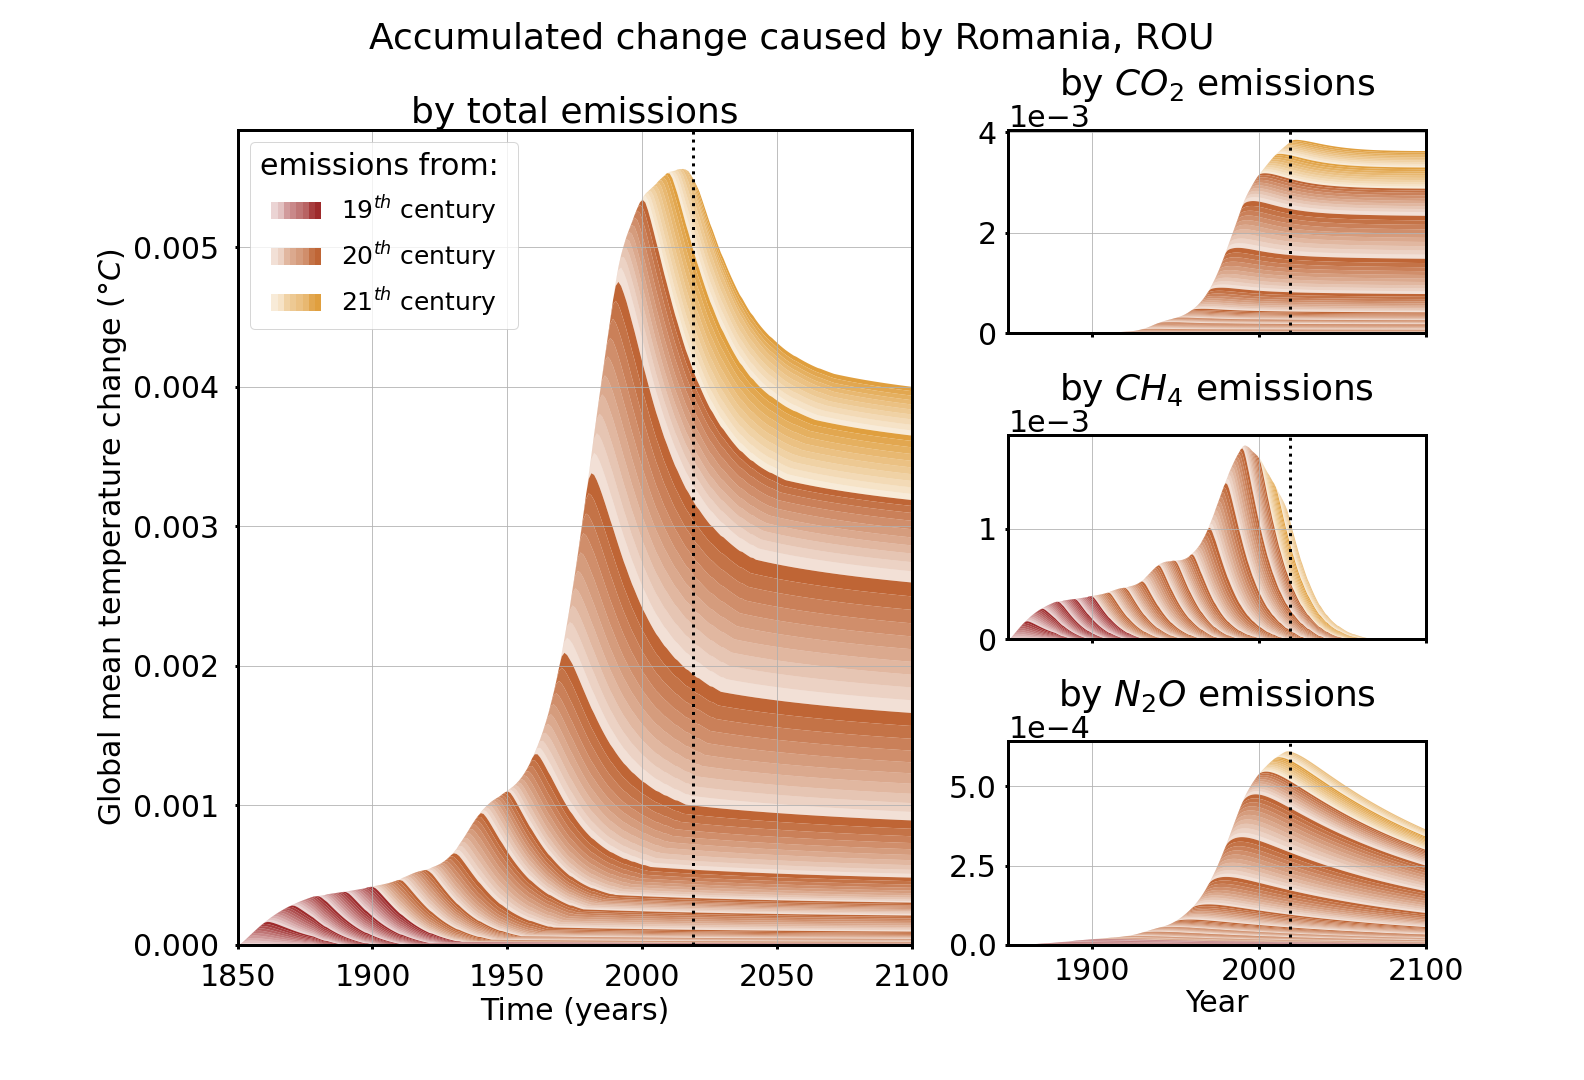 Accumulated change caused by Romania, ROU
by total emissions
emissions from:
19th century
20th century
21th century
Global mean temperature change (°C)
0.005
0.004
0.003
0.002
0.001
0.000
1850 1900 1950 2000 2050 2100
Time (years)
by CO2 emissions
1e−3
4
2
0
by CH4 emissions
1e−3
1
0
by N2O emissions
1e−4
5.0
2.5
0.0
1900 2000 2100
Year